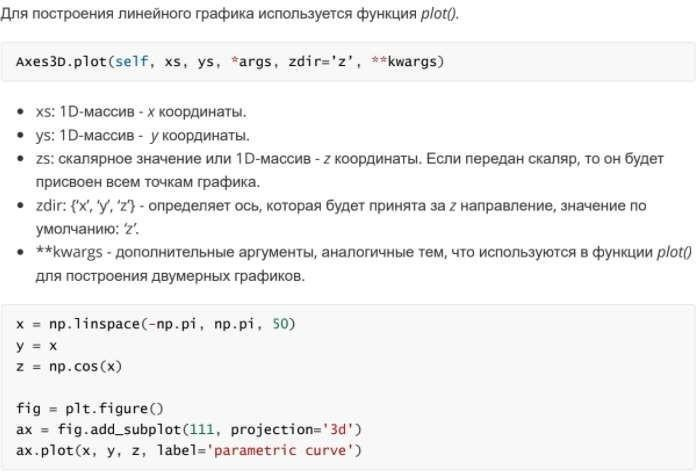 Для построения линейного графика используется функция plot().
Axes3D.plot(self, xs, ys, *args, zdir='z’, **kwargs)
• xs: 1D-массив - x координаты.
• ys: 1D-массив - y координаты.
• zs: скалярное значение или 1D-массив - z координаты. Если передан скаляр, то он будет
присвоен всем точкам графика.
• zdir: {‘x’, ‘y’, ‘z’} - определяет ось, которая будет принята за z направление, значение по
умолчанию: ‘z’.
• **kwargs - дополнительные аргументы, аналогичные тем, что используются в функции plot()
для построения двумерных графиков.
x = np.linspace(-np.pi, np.pi, 50)
y = x
z = np.cos(x)
fig = plt.figure()
ax = fig.add_subplot(111, projection='3d')
ax.plot(x, y, z, label='parametric curve')